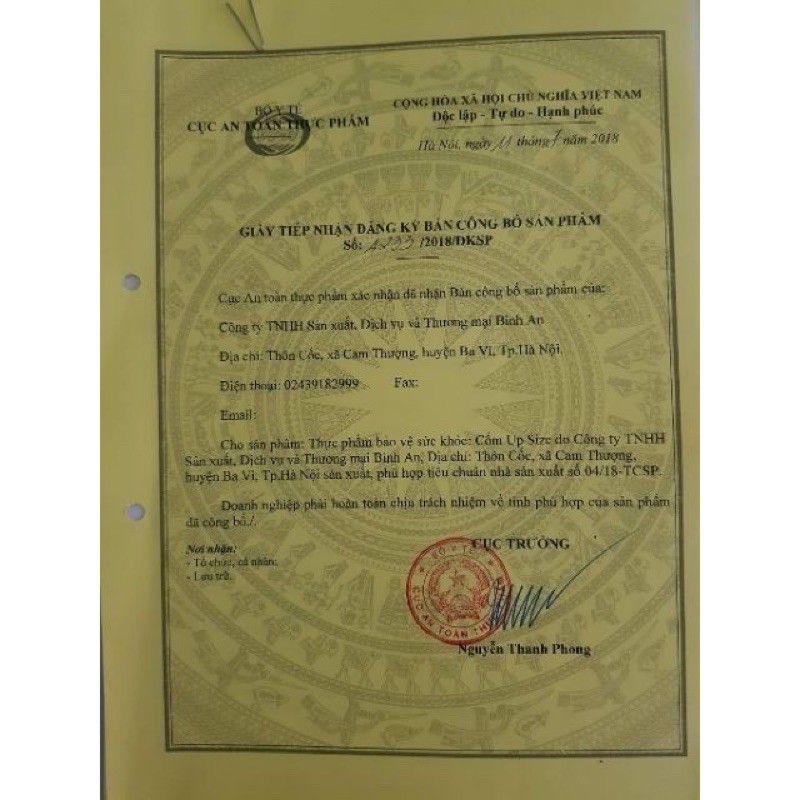 BỘ Y TẾ
CỤC AN TOÀN THỰC PHẨM
CỘNG HÒA XÃ HỘI CHỦ NGHĨA VIỆT NAM
Độc lập - Tự do - Hạnh phúc
Hà Nội, ngày 11 tháng 7 năm 2018
GIẤY TIẾP NHẬN ĐĂNG KÝ BẢN CÔNG BỐ SẢN PHẨM
Số: /2018/ĐKSP
Cục An toàn thực phẩm xác nhận đã nhận Bản công bố sản phẩm của:
Công ty TNHH Sản xuất, Dịch vụ và Thương mại Bình An
Địa chỉ: Thôn Cốc, xã Cam Thượng, huyện Ba Vì, Tp.Hà Nội.
Điện thoại: 02439182999 Fax:
Email:
Cho sản phẩm: Thực phẩm bảo vệ sức khỏe: Cốm Up Size do Công ty TNHH
Sản xuất, Dịch vụ và Thương mại Bình An, Địa chỉ: Thôn Cốc, xã Cam Thượng,
huyện Ba Vì, Tp.Hà Nội sản xuất, phù hợp tiêu chuẩn nhà sản xuất số 04/18-TCSP.
Doanh nghiệp phải hoàn toàn chịu trách nhiệm về tính phù hợp của sản phẩm
đã công bố./.
Nơi nhận:
- Tổ chức, cá nhân;
- Lưu trữ.
CỤC TRƯỞNG
BỘ Y TẾ
CỤC AN TOÀN
Nguyễn Thanh Phong